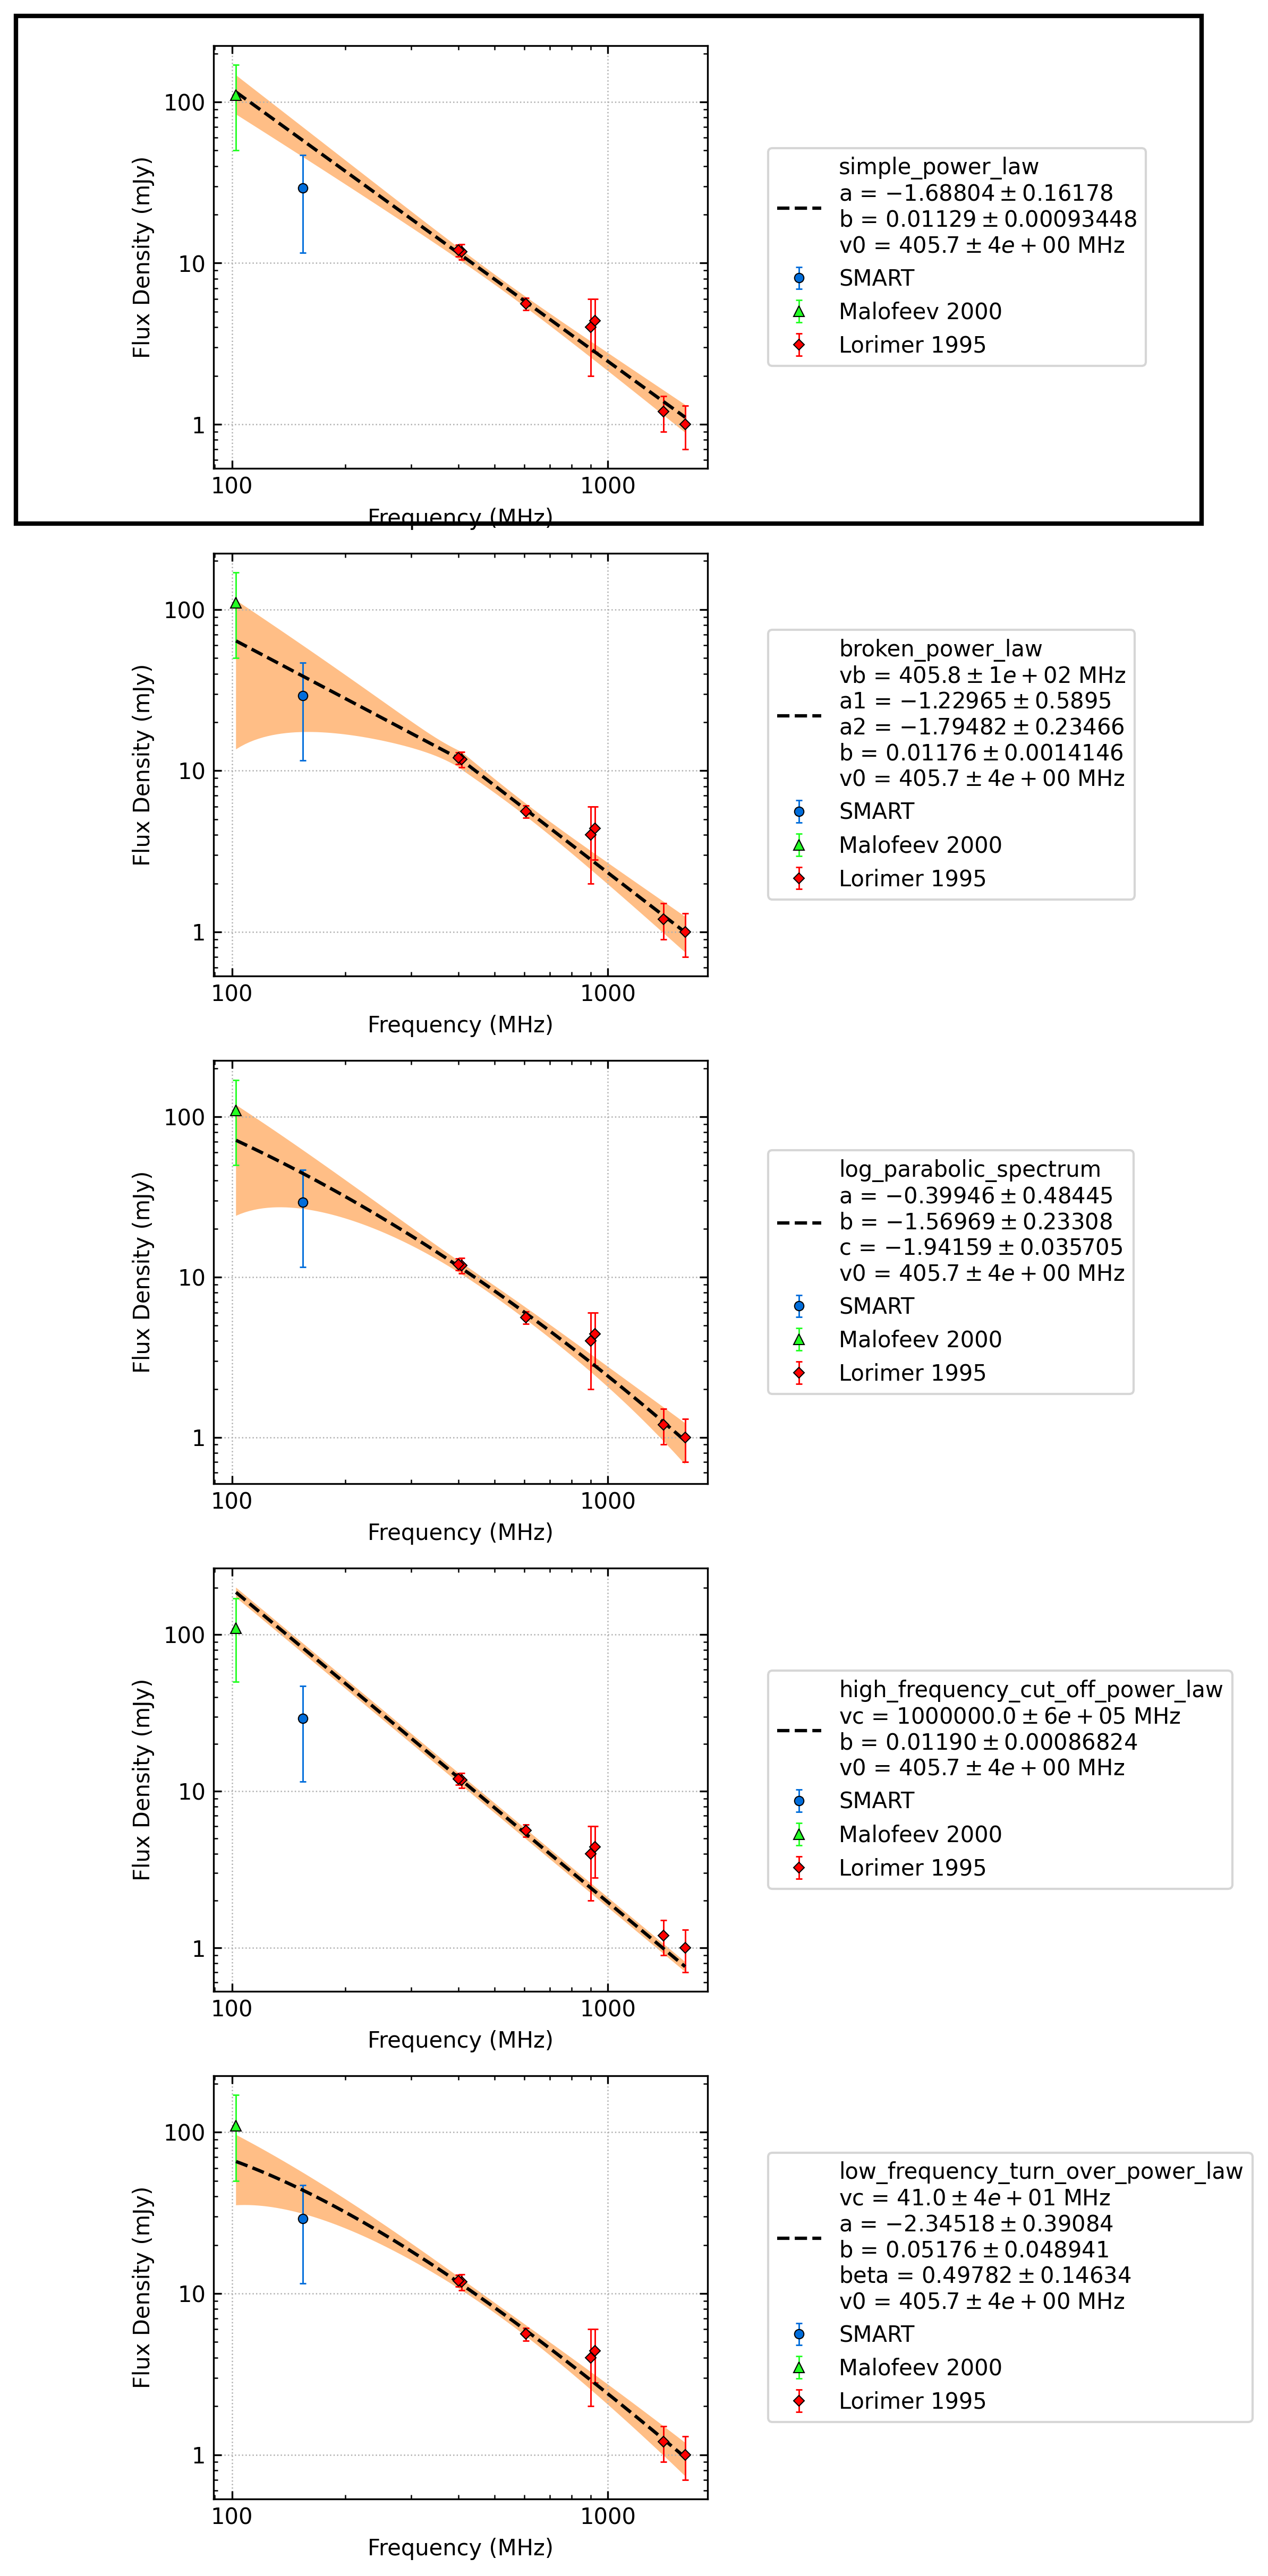 100
10
1
Flux Density (mJy)
100
1000
Frequency (MHz)
simple_power_law
a = −1.68804 ± 0.16178
b = 0.01129 ± 0.00093448
v0 = 405.7 ± 4e + 00 MHz
SMART
Malofeev 2000
Lorimer 1995
100
10
1
Flux Density (mJy)
100
1000
Frequency (MHz)
broken_power_law
vb = 405.8 ± 1e + 02 MHz
a1 = −1.22965 ± 0.5895
a2 = −1.79482 ± 0.23466
b = 0.01176 ± 0.0014146
v0 = 405.7 ± 4e + 00 MHz
SMART
Malofeev 2000
Lorimer 1995
100
10
1
Flux Density (mJy)
100
1000
Frequency (MHz)
log_parabolic_spectrum
a = −0.39946 ± 0.48445
b = −1.56969 ± 0.23308
c = −1.94159 ± 0.035705
v0 = 405.7 ± 4e + 00 MHz
SMART
Malofeev 2000
Lorimer 1995
100
10
1
Flux Density (mJy)
100
1000
Frequency (MHz)
high_frequency_cut_off_power_law
vc = 1000000.0 ± 6e + 05 MHz
b = 0.01190 ± 0.00086824
v0 = 405.7 ± 4e + 00 MHz
SMART
Malofeev 2000
Lorimer 1995
100
10
1
Flux Density (mJy)
100
1000
Frequency (MHz)
low_frequency_turn_over_power_law
vc = 41.0 ± 4e + 01 MHz
a = −2.34518 ± 0.39084
b = 0.05176 ± 0.048941
beta = 0.49782 ± 0.14634
v0 = 405.7 ± 4e + 00 MHz
SMART
Malofeev 2000
Lorimer 1995